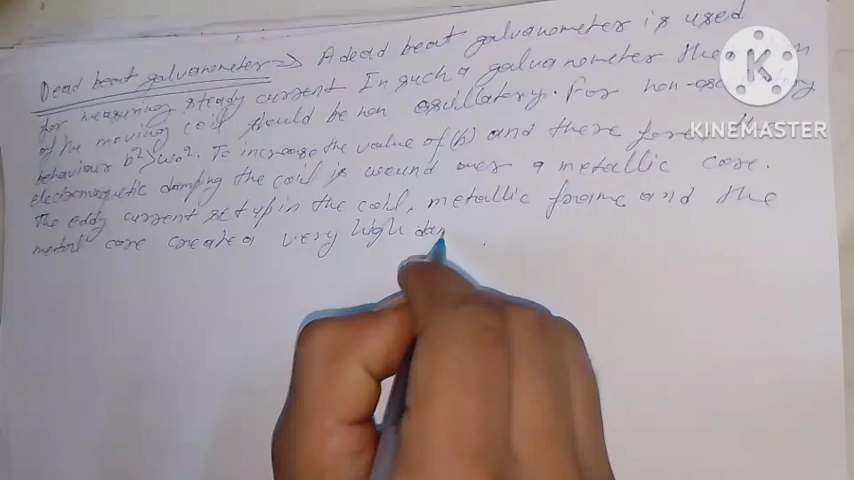 Dead beat galvanometer => A dead beat galvanometer is used
for measuring steady current In such a galvanometer the
of the moving coil should be non oscillatory. For non-
behaviour b²>ω₀². To increase the value of (b) and there fore
electromagnetic damping the coil is wound over a metallic core.
The eddy current set up in the coil, metallic frame and the
metal core create a very high dam
KINEMASTER